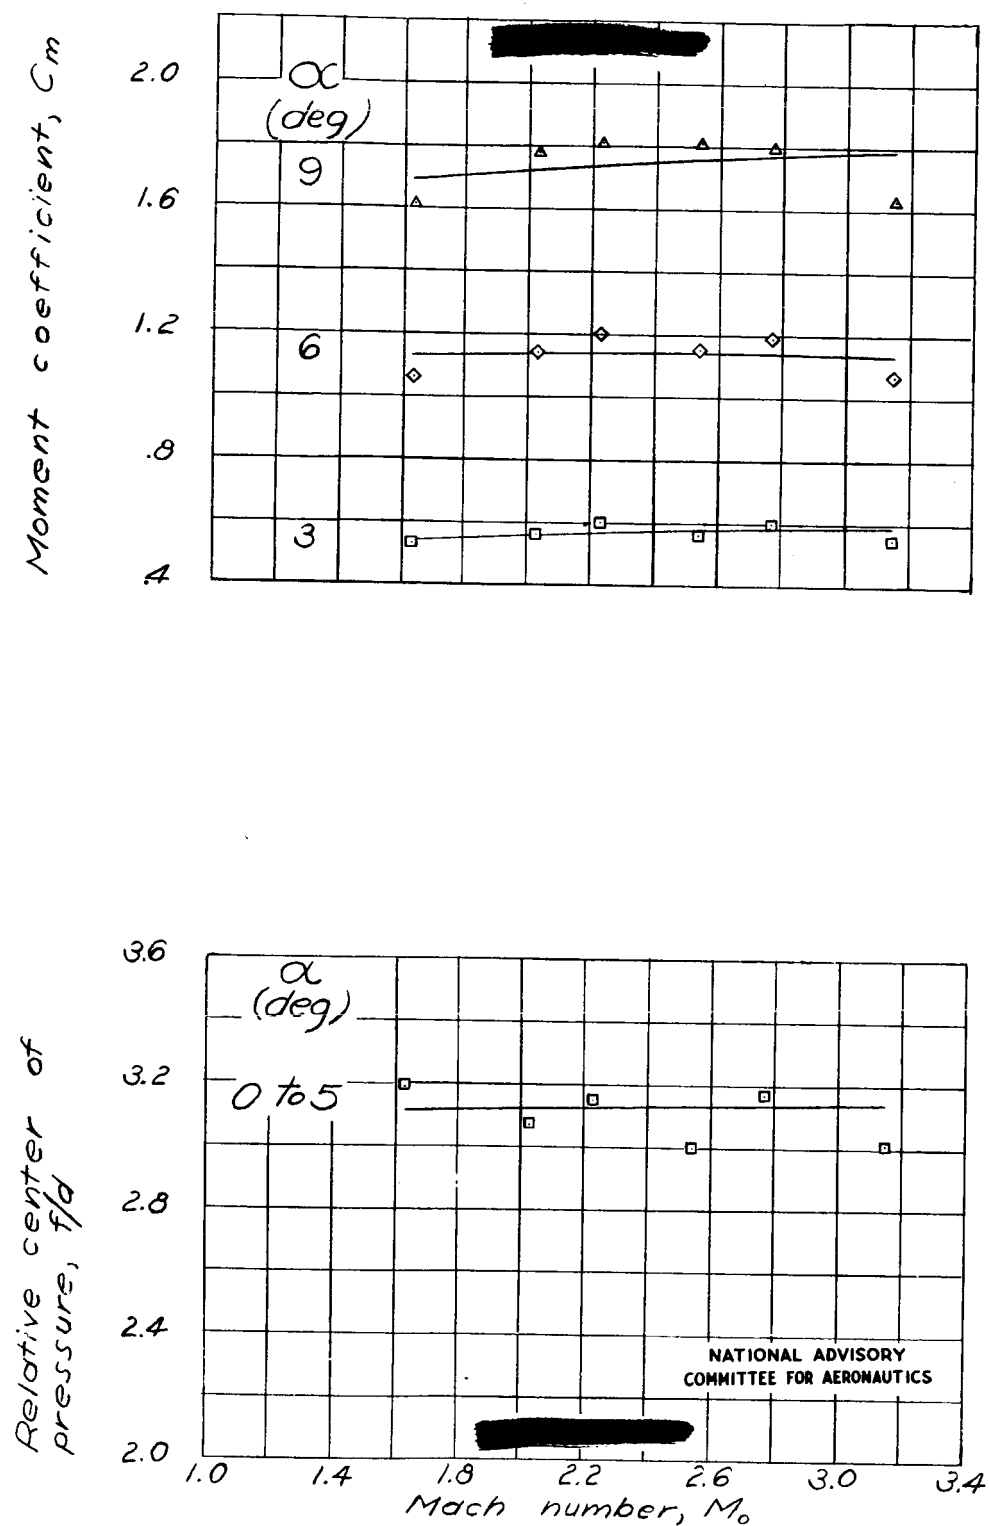 Moment coefficient, Cm
2.0
1.6
1.2
.8
.4
α
(deg)
9
6
3
Relative center of
pressure, f/d
3.6
3.2
2.8
2.4
2.0
α
(deg)
0 to 5
NATIONAL ADVISORY
COMMITTEE FOR AERONAUTICS
1.0 1.4 1.8 2.2 2.6 3.0 3.4
Mach number, M₀